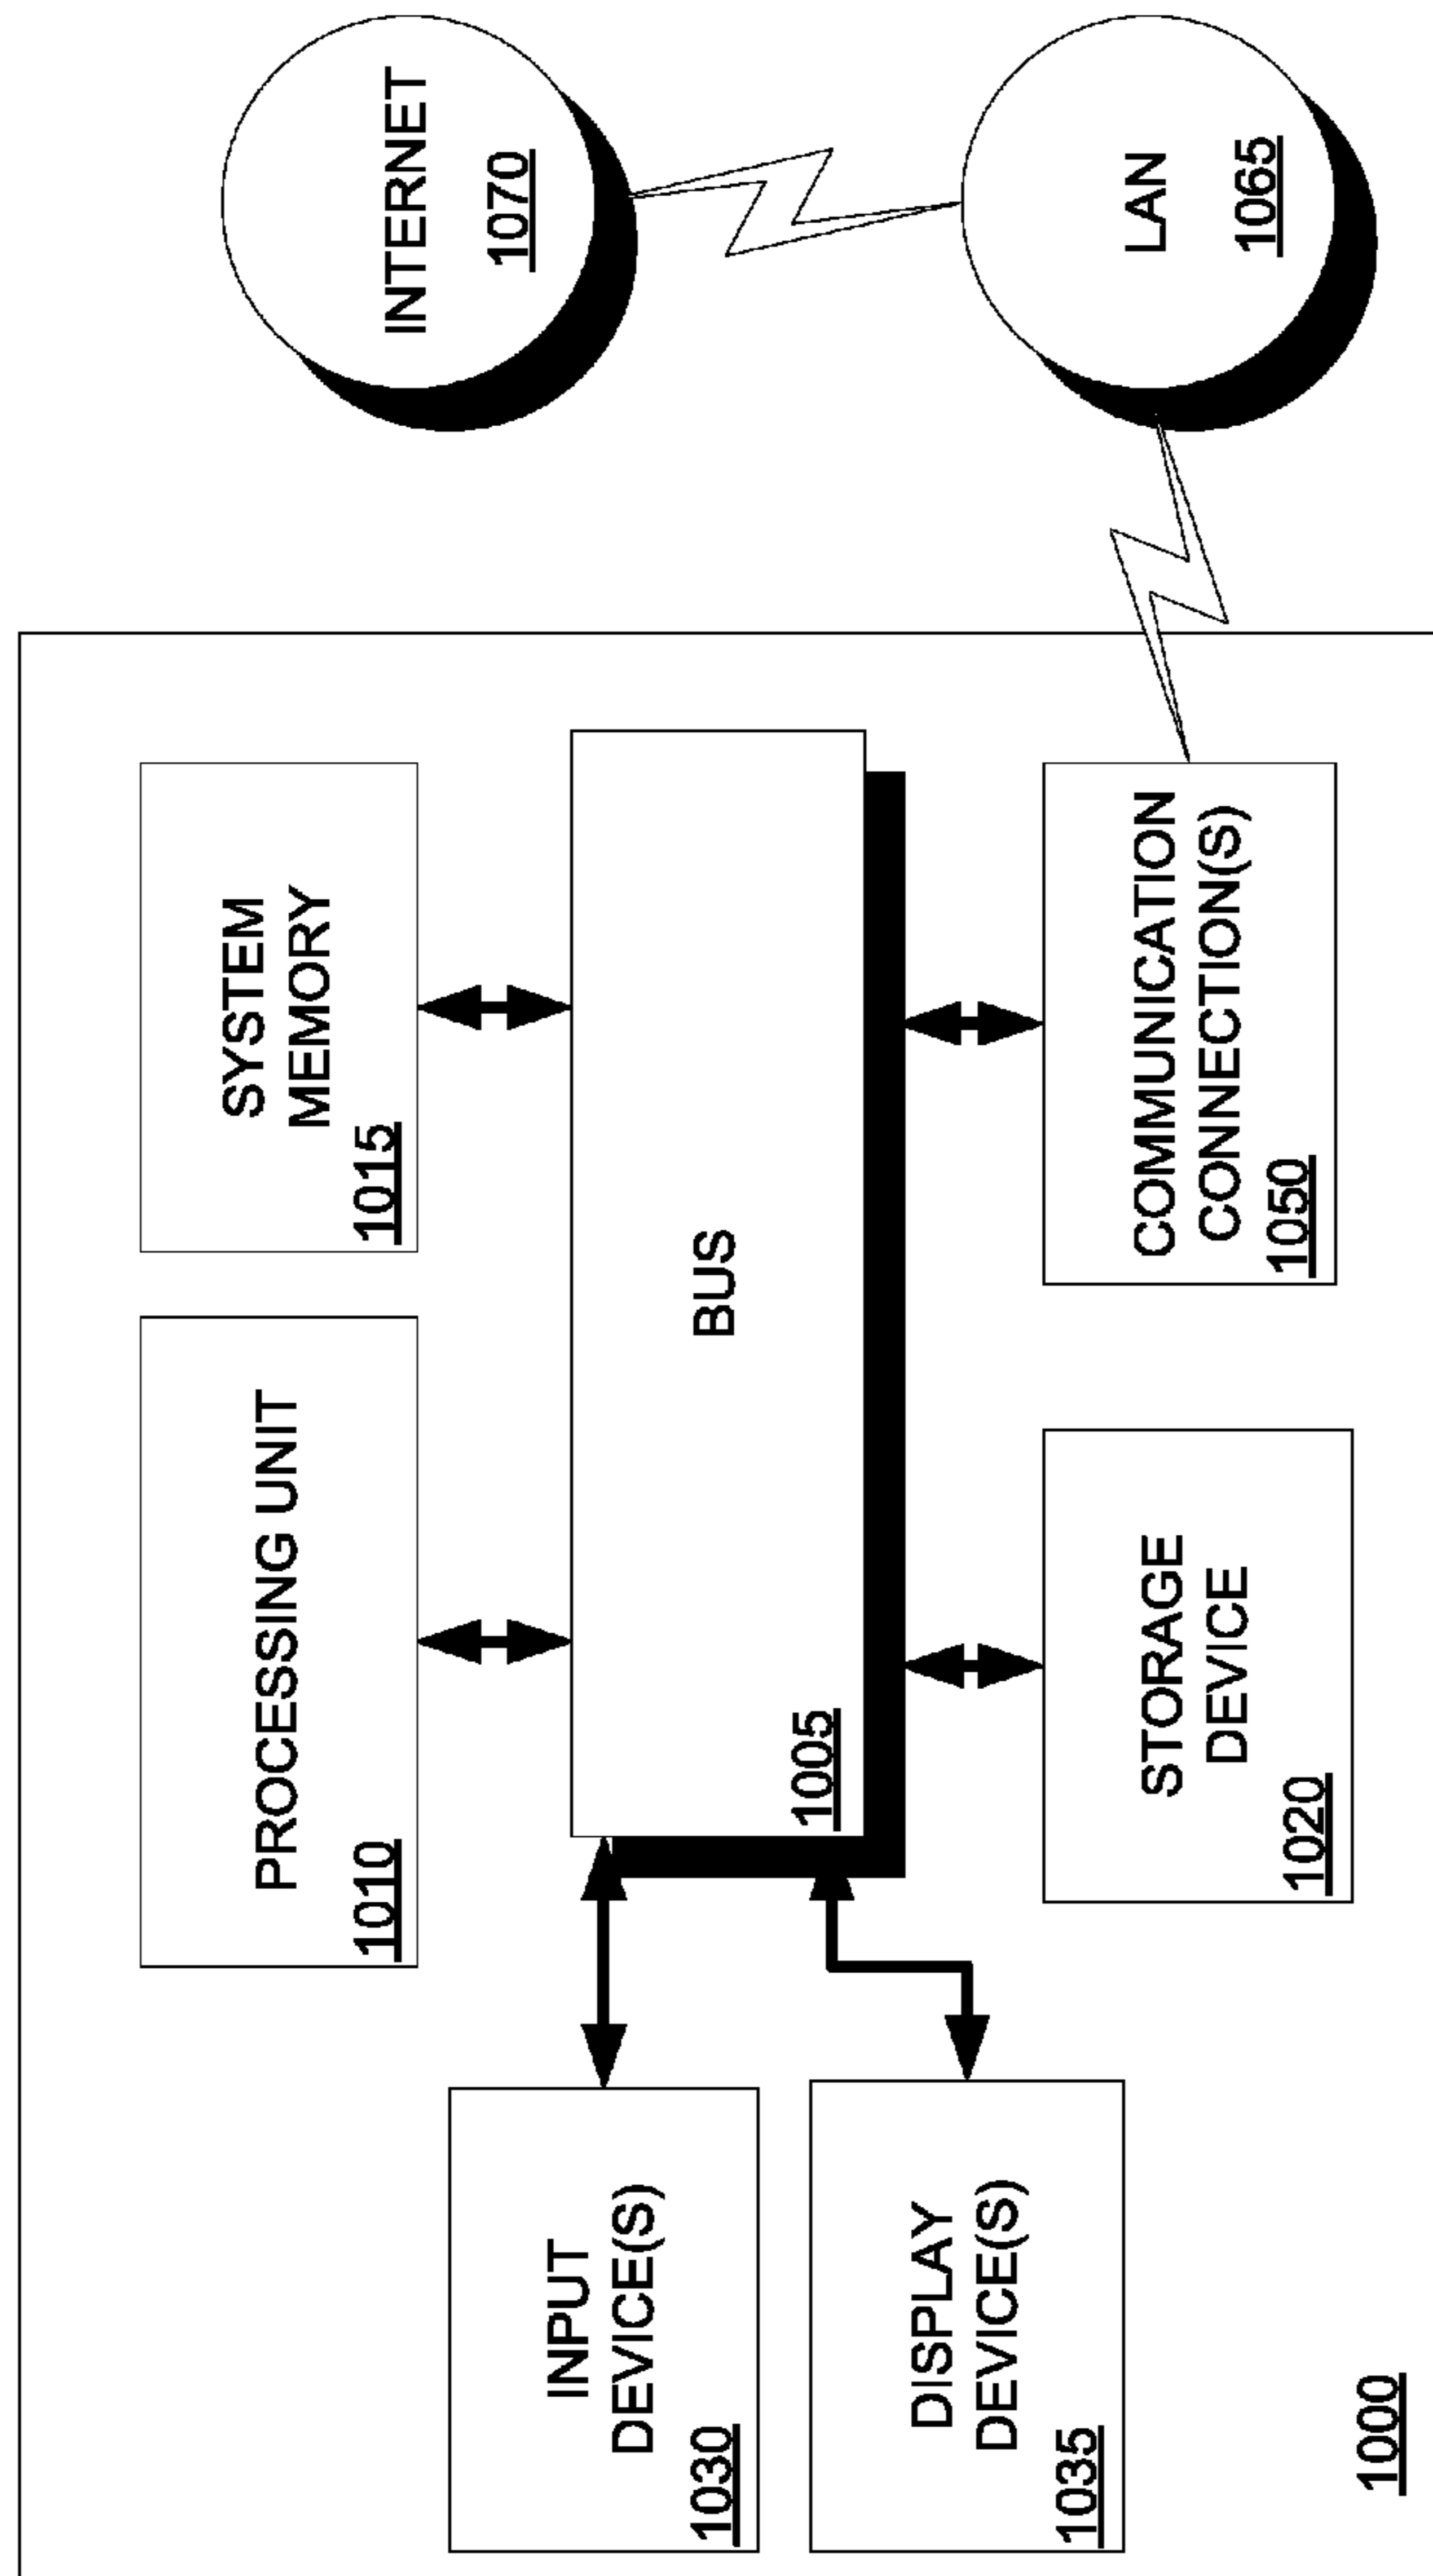 PROCESSING UNIT
1010
SYSTEM
MEMORY
1015
INTERNET
1070
INPUT
DEVICE(S)
1030
BUS
1005
DISPLAY
DEVICE(S)
1035
STORAGE
DEVICE
1020
COMMUNICATION
CONNECTION(S)
1050
LAN
1065
1000